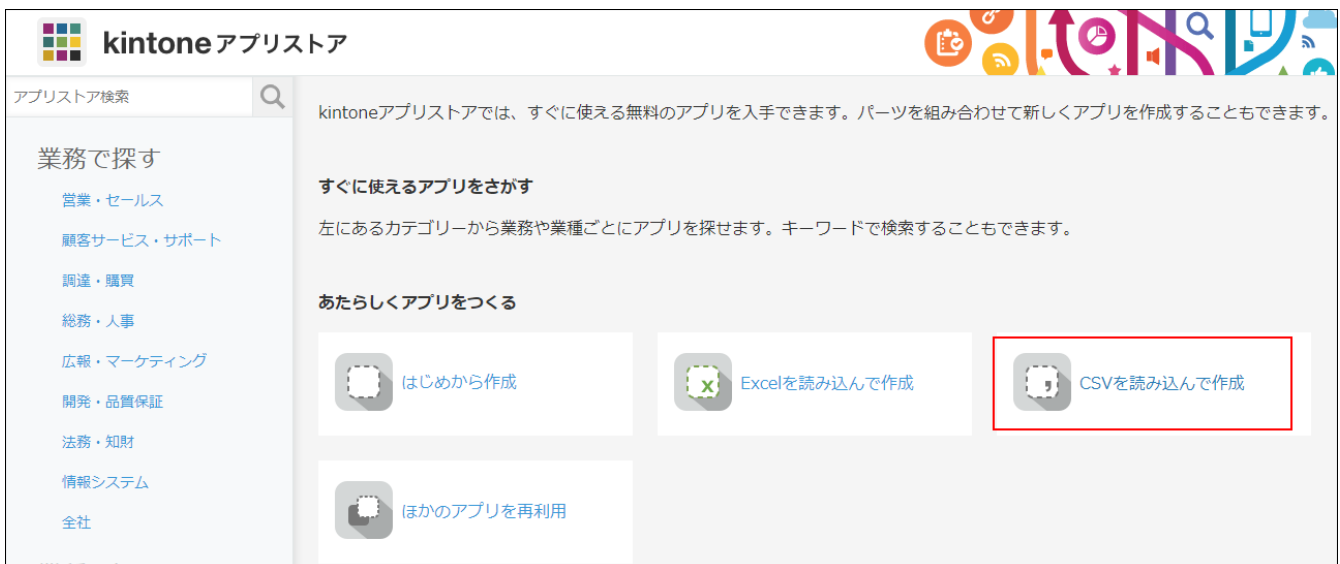 kintoneアプリストア
アプリストア検索
業務で探す
営業・セールス
顧客サービス・サポート
調達・購買
総務・人事
広報・マーケティング
開発・品質保証
法務・知財
情報システム
全社
kintoneアプリストアでは、すぐに使える無料のアプリを入手できます。パーツを組み合わせて新しくアプリを作成することもできます。
すぐに使えるアプリをさがす
左にあるカテゴリーから業務や業種ごとにアプリを探せます。キーワードで検索することもできます。
あたらしくアプリをつくる
はじめから作成
Excelを読み込んで作成
CSVを読み込んで作成
ほかのアプリを再利用